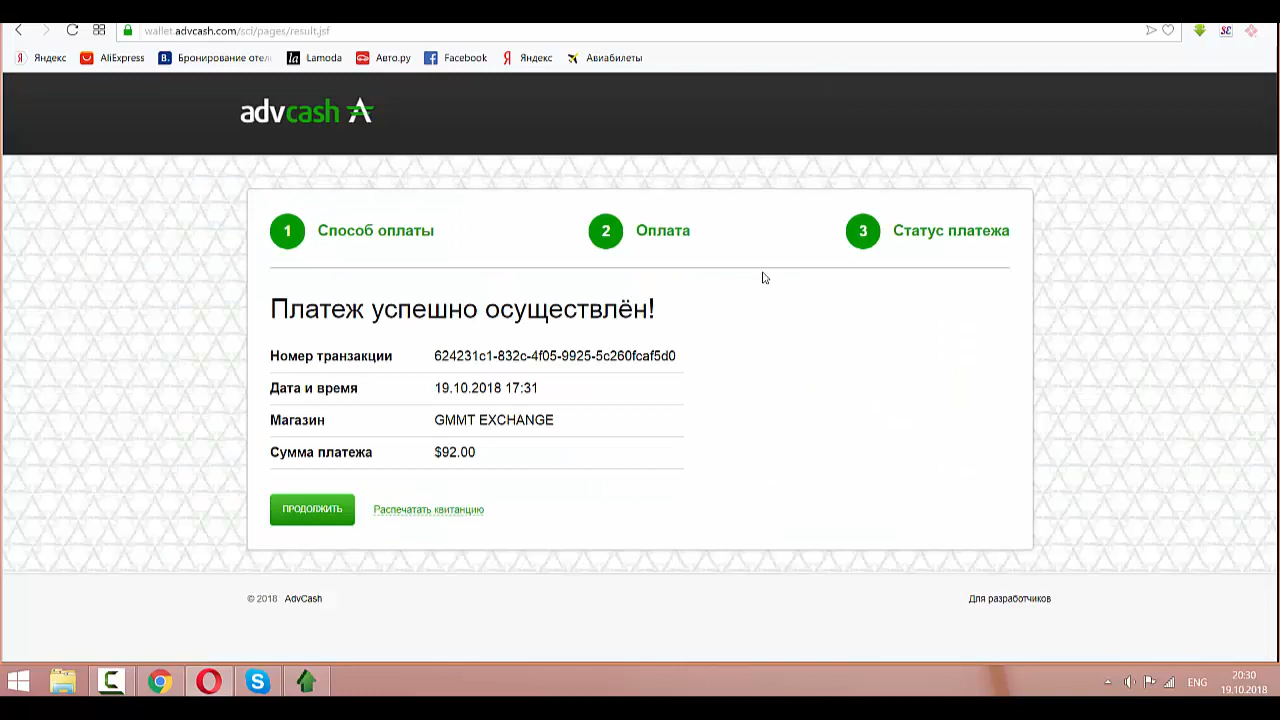 wallet.advcash.com/sci/pages/result.jsf
Яндекс AliExpress Бронирование отел Lamoda Авто.ру Facebook Яндекс Авиабилеты
advcash
1 Способ оплаты 2 Оплата 3 Статус платежа
Платеж успешно осуществлён!
Номер транзакции 624231c1-832c-4f05-9925-5c260fcaf5d0
Дата и время 19.10.2018 17:31
Магазин GMMT EXCHANGE
Сумма платежа $92.00
ПРОДОЛЖИТЬ Распечатать квитанцию
© 2018 AdvCash Для разработчиков
ENG 20:30
19.10.2018